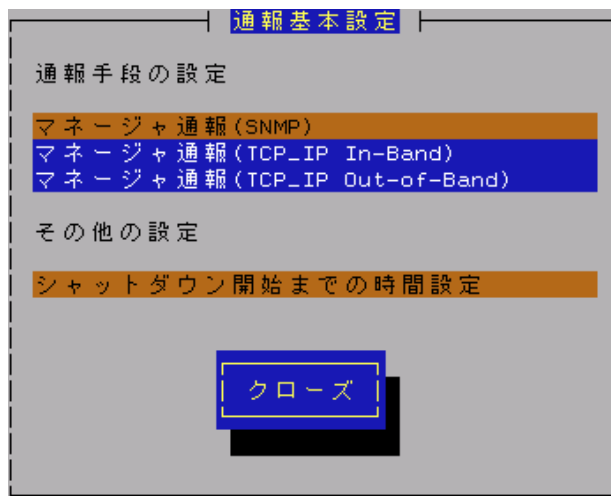 通報基本設定
通報手段の設定
マネージャ通報(SNMP)
マネージャ通報(TCP_IP In-Band)
マネージャ通報(TCP_IP Out-of-Band)
その他の設定
シャットダウン開始までの時間設定
クローズ